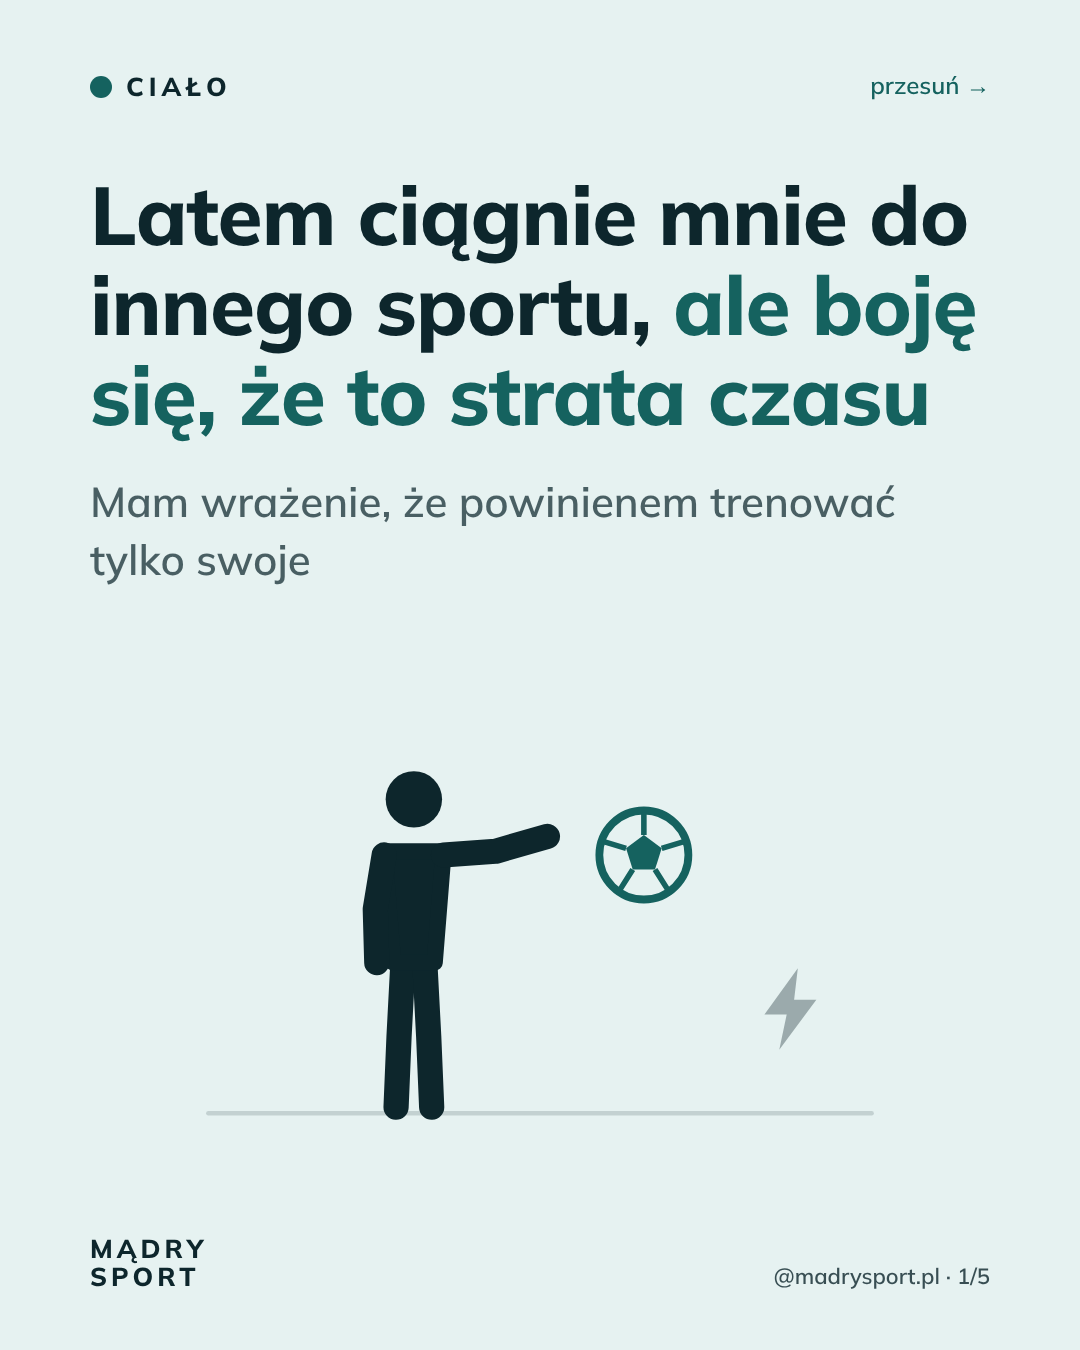 CIAŁO
przesuń →
Latem ciągnie mnie do
innego sportu, ale boję
się, że to strata czasu
Mam wrażenie, że powinienem trenować
tylko swoje
MĄDRY
SPORT
@madrysport.pl · 1/5